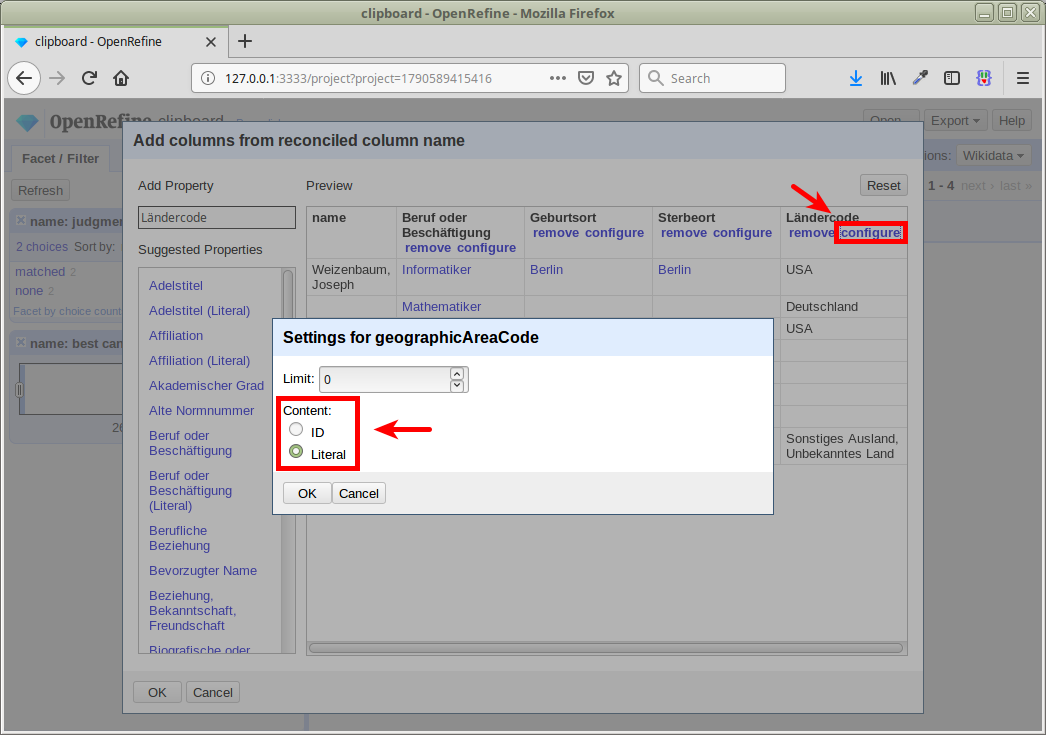 clipboard - OpenRefine - Mozilla Firefox
clipboard - OpenRefine
127.0.0.1:3333/project?project=1790589415416
Search
OpenRefine clipboard
Open...
Export
Help
Facet / Filter
Wikidata
Refresh
1 - 4 next › last »
name: judgmen
2 choices Sort by:
matched 2
none 2
Facet by choice count
name: best can
Add columns from reconciled column name
Add Property
Preview
Reset
Ländercode
Suggested Properties
Adelstitel
Adelstitel (Literal)
Affiliation
Affiliation (Literal)
Akademischer Grad
Alte Normnummer
Beruf oder
Beschäftigung
Beruf oder
Beschäftigung
(Literal)
Berufliche
Beziehung
Bevorzugter Name
Beziehung,
Bekanntschaft,
Freundschaft
Biografische oder
name
Beruf oder
Beschäftigung
remove configure
Geburtsort
remove configure
Sterbeort
remove configure
Ländercode
remove configure
Weizenbaum,
Joseph
Informatiker
Berlin
Berlin
USA
Mathematiker
Deutschland
USA
Sonstiges Ausland,
Unbekanntes Land
Settings for geographicAreaCode
Limit: 0
Content:
ID
Literal
OK
Cancel
OK
Cancel